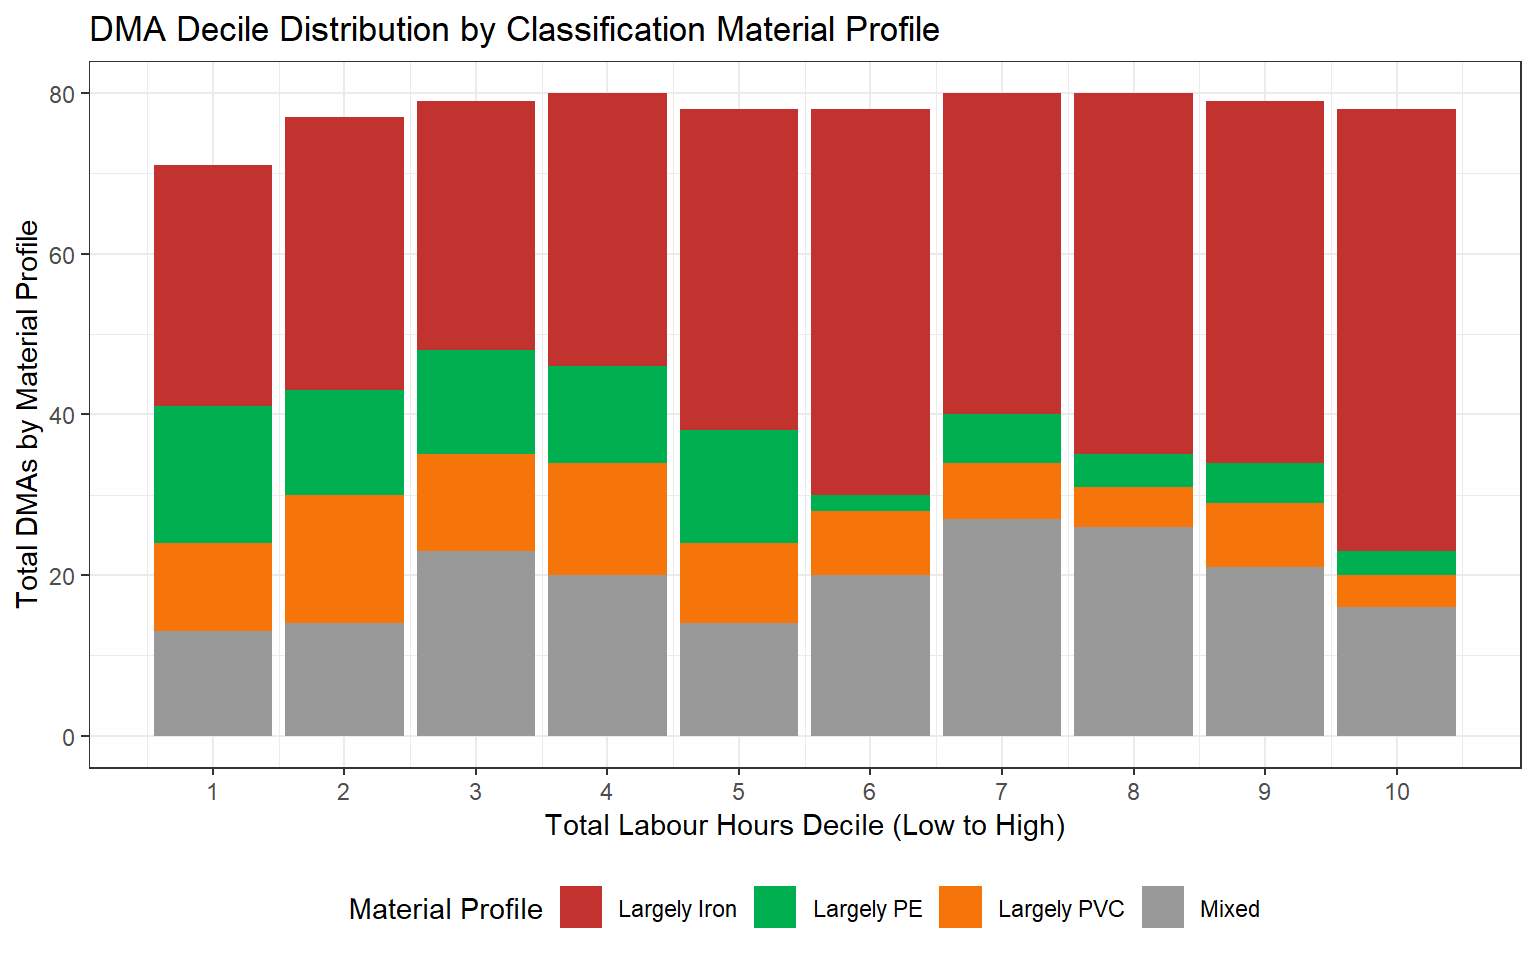 DMA Decile Distribution by Classification Material Profile
Total DMAs by Material Profile
80
60
40
20
0
1 2 3 4 5 6 7 8 9 10
Total Labour Hours Decile (Low to High)
Material Profile Largely Iron Largely PE Largely PVC Mixed